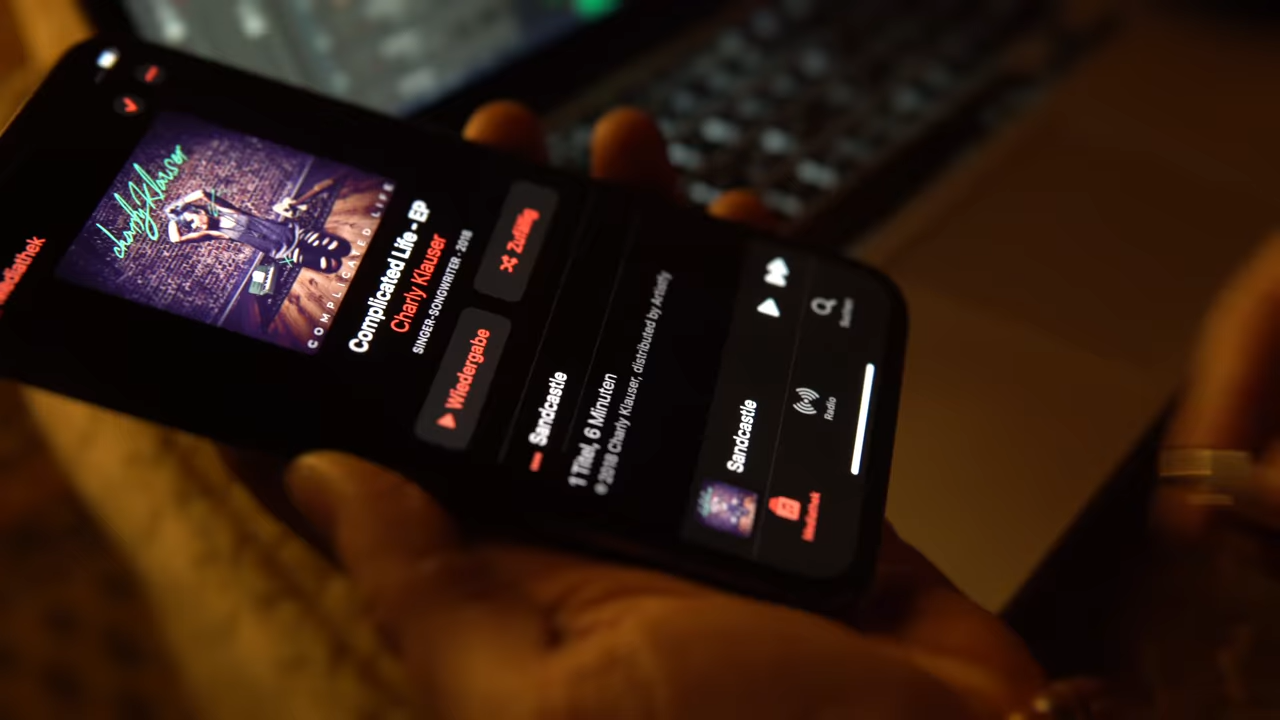 Mediathek
charly Klauser
COMPLICATED LIFE
Complicated Life - EP
Charly Klauser
SINGER-SONGWRITER · 2018
Wiedergabe
Zufällig
Sandcastle
1 Titel, 6 Minuten
℗ 2018 Charly Klauser, distributed by Artistfy
Sandcastle
Mediathek
Radio
Suchen